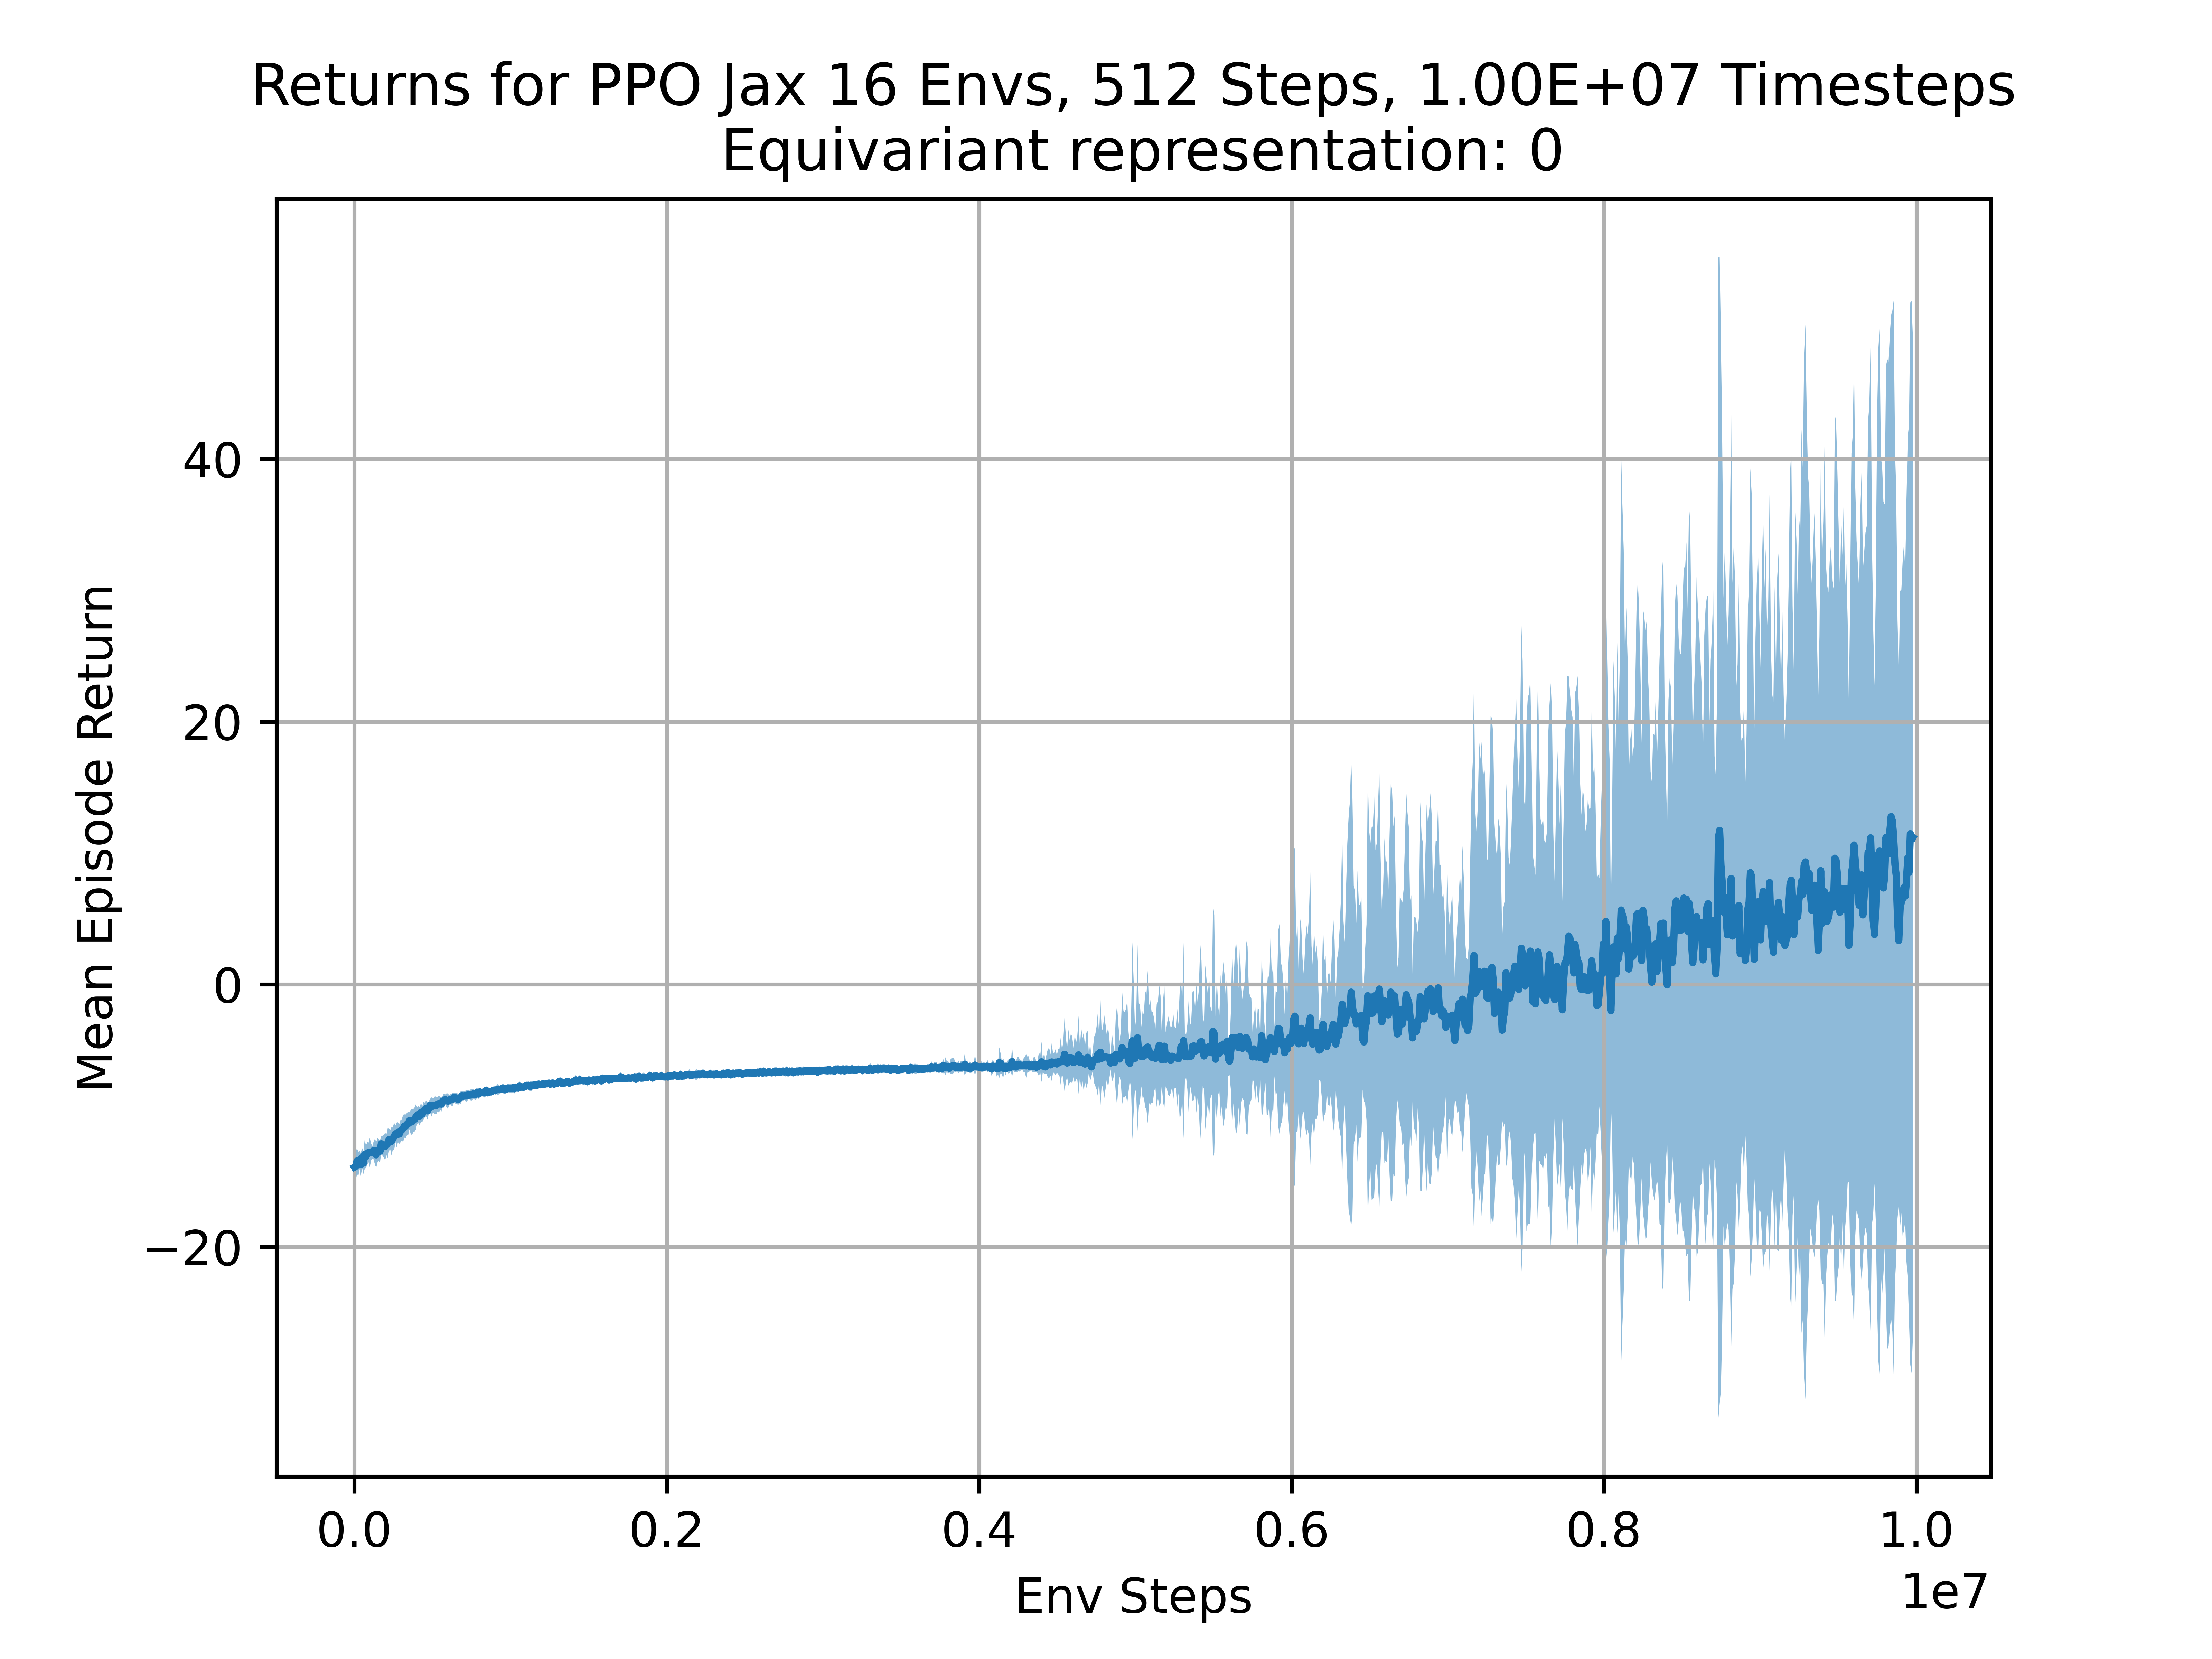 Returns for PPO Jax 16 Envs, 512 Steps, 1.00E+07 Timesteps
Equivariant representation: 0
Mean Episode Return
40
20
0
−20
0.0 0.2 0.4 0.6 0.8 1.0
1e7
Env Steps